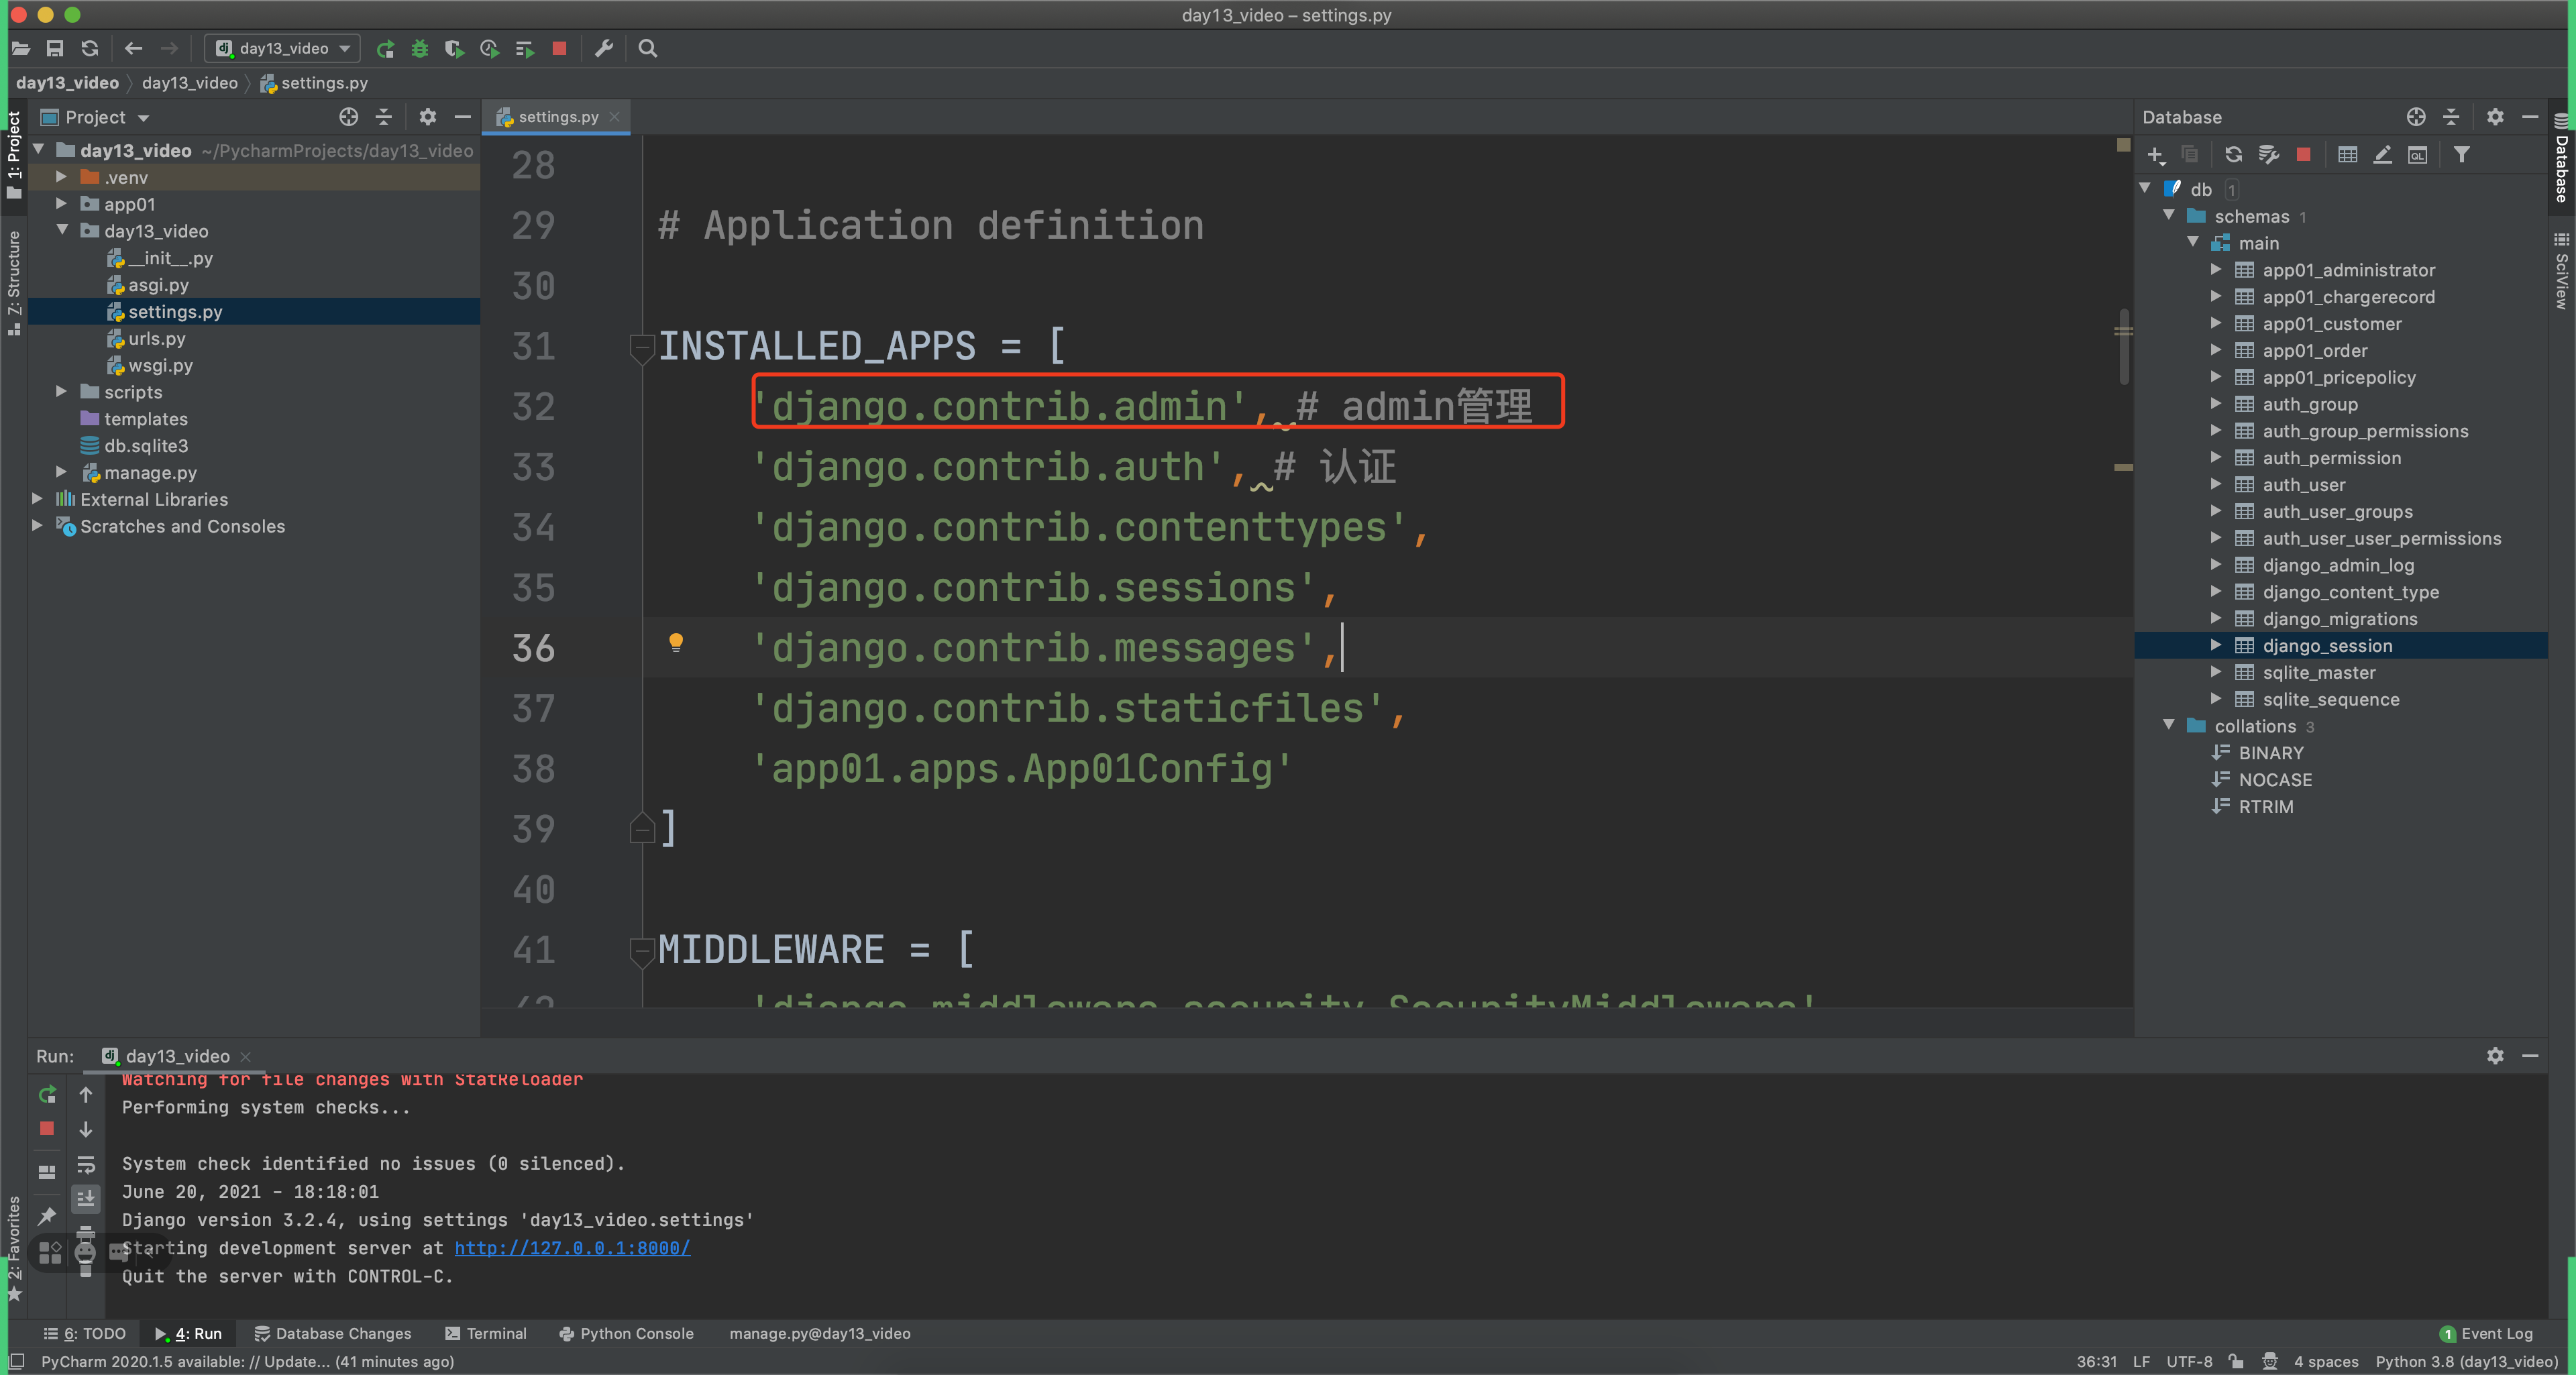 day13_video – settings.py
day13_video
day13_video
day13_video
settings.py
Project
settings.py
Database
1: Project
Z: Structure
2: Favorites
day13_video ~/PycharmProjects/day13_video
.venv
app01
day13_video
__init__.py
asgi.py
settings.py
urls.py
wsgi.py
scripts
templates
db.sqlite3
manage.py
External Libraries
Scratches and Consoles
28
29 # Application definition
30
31 INSTALLED_APPS = [
32 'django.contrib.admin', # admin管理
33 'django.contrib.auth', # 认证
34 'django.contrib.contenttypes',
35 'django.contrib.sessions',
36 'django.contrib.messages',
37 'django.contrib.staticfiles',
38 'app01.apps.App01Config'
39 ]
40
41 MIDDLEWARE = [
42 'django.middleware.security.SecurityMiddleware'
db 1
schemas 1
main
app01_administrator
app01_chargerecord
app01_customer
app01_order
app01_pricepolicy
auth_group
auth_group_permissions
auth_permission
auth_user
auth_user_groups
auth_user_user_permissions
django_admin_log
django_content_type
django_migrations
django_session
sqlite_master
sqlite_sequence
collations 3
BINARY
NOCASE
RTRIM
Database
SciView
Run: day13_video
Watching for file changes with StatReloader
Performing system checks...
System check identified no issues (0 silenced).
June 20, 2021 - 18:18:01
Django version 3.2.4, using settings 'day13_video.settings'
Starting development server at http://127.0.0.1:8000/
Quit the server with CONTROL-C.
6: TODO
4: Run
Database Changes
Terminal
Python Console
manage.py@day13_video
1 Event Log
PyCharm 2020.1.5 available: // Update... (41 minutes ago)
36:31 LF UTF-8 4 spaces Python 3.8 (day13_video)